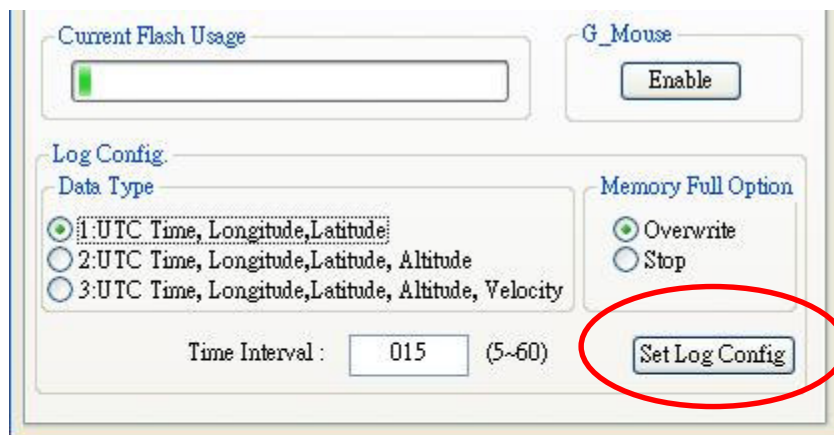 Current Flash Usage
G_Mouse
Enable
Log Config.
Data Type
1:UTC Time, Longitude,Latitude
2:UTC Time, Longitude,Latitude, Altitude
3:UTC Time, Longitude,Latitude, Altitude, Velocity
Memory Full Option
Overwrite
Stop
Time Interval : 015 (5~60)
Set Log Config